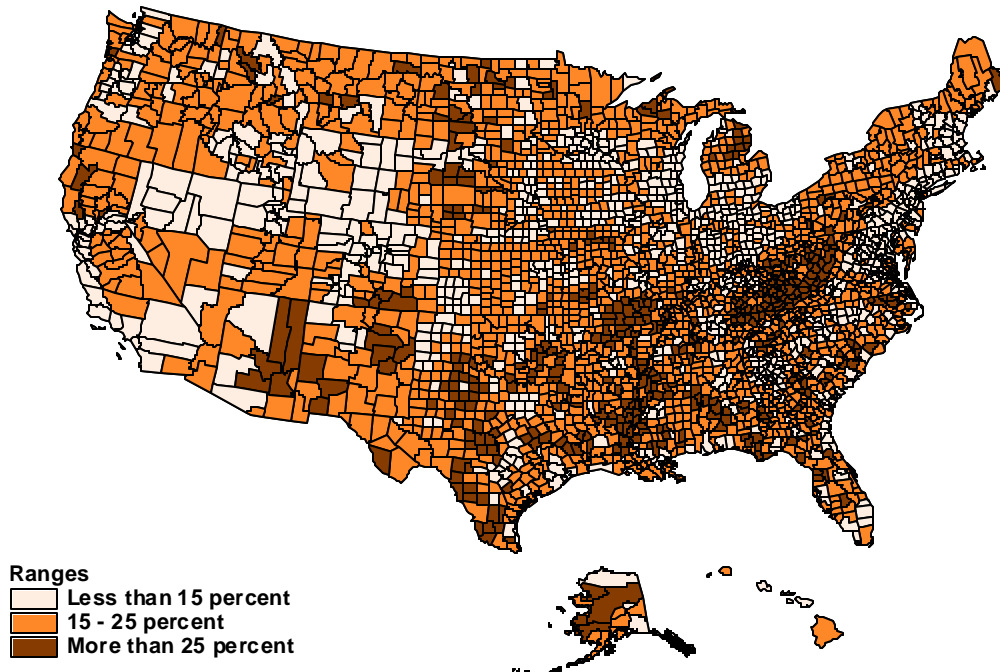 Ranges
Less than 15 percent
15 - 25 percent
More than 25 percent